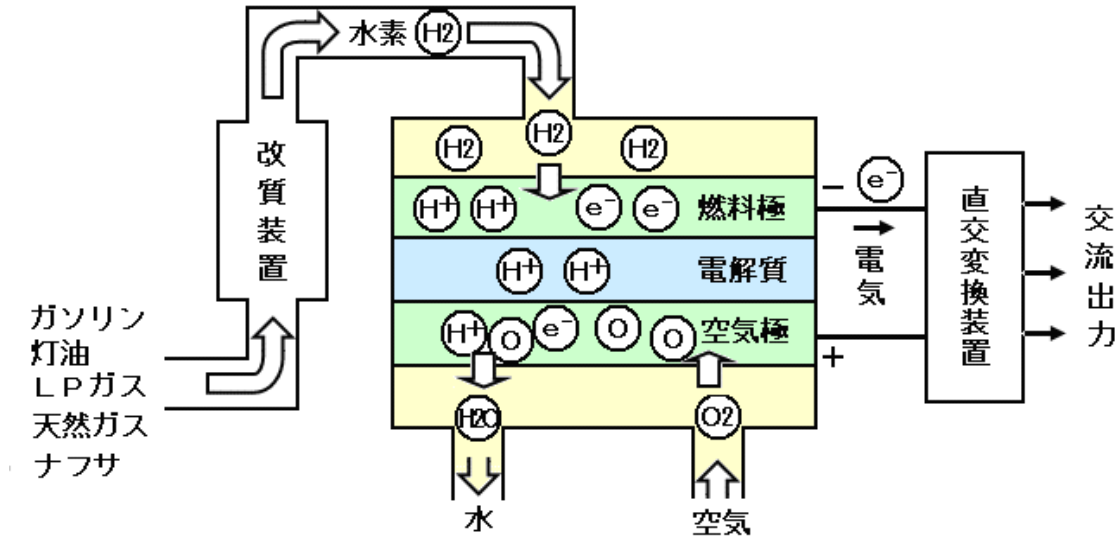 水素 H2
H2
H2
H2
改質装置
H+
H+
e−
e−
燃料極
H+
H+
電解質
H+
O
e−
O
O
空気極
−
e−
電気
+
直交変換装置
交流出力
ガソリン
灯油
LPガス
天然ガス
ナフサ
H2O
O2
水
空気